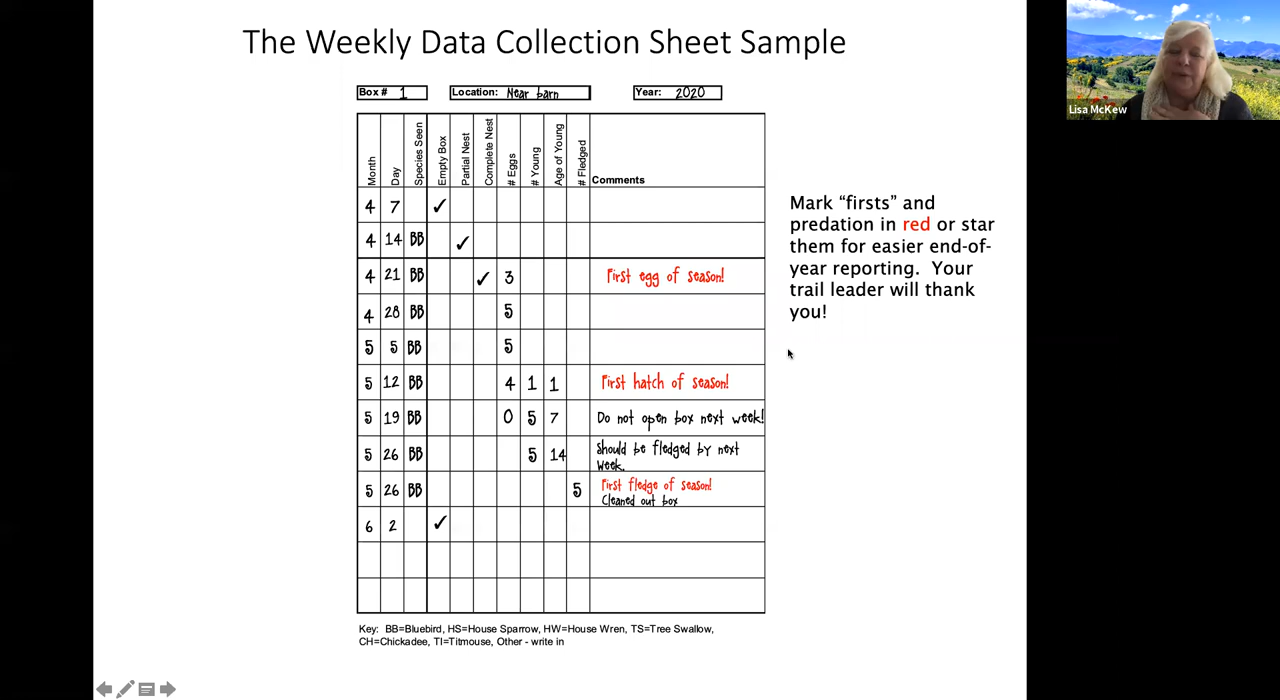 The Weekly Data Collection Sheet Sample
Lisa McKew
Box # 1 Location: Near barn Year: 2020
Month Day Species Seen Empty Box Partial Nest Complete Nest # Eggs # Young Age of Young # Fledged Comments
4 7 ✓
4 14 BB ✓
4 21 BB ✓ 3 First egg of season!
4 28 BB 5
5 5 BB 5
5 12 BB 4 1 1 First hatch of season!
5 19 BB 0 5 7 Do not open box next week!
5 26 BB 5 14 Should be fledged by next
week.
5 26 BB 5 First fledge of season!
Cleaned out box
6 2 ✓
Key: BB=Bluebird, HS=House Sparrow, HW=House Wren, TS=Tree Swallow,
CH=Chickadee, TI=Titmouse, Other - write in
Mark “firsts” and
predation in red or star
them for easier end-of-
year reporting. Your
trail leader will thank
you!